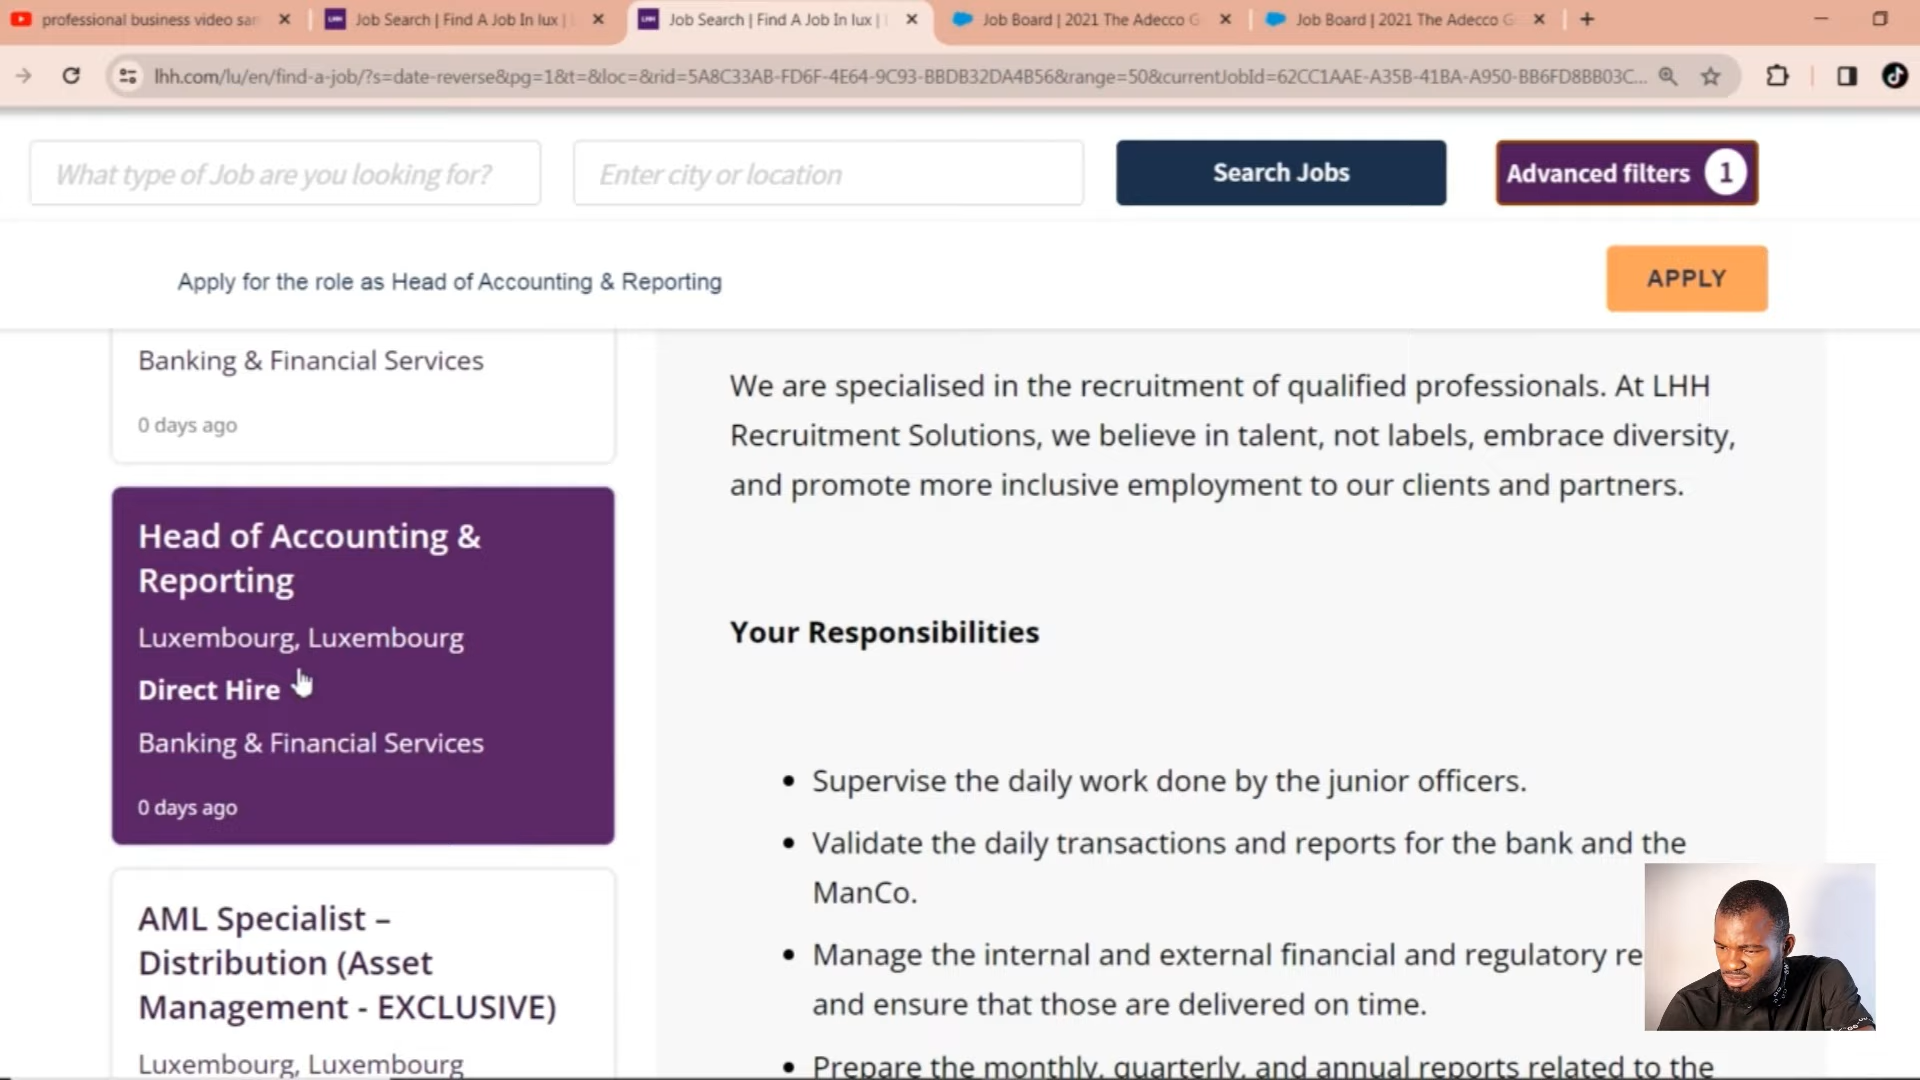 professional business video sar
Job Search | Find A Job In lux |
Job Search | Find A Job In lux |
Job Board | 2021 The Adecco G
Job Board | 2021 The Adecco G
lhh.com/lu/en/find-a-job/?s=date-reverse&pg=1&t=&loc=&rid=5A8C33AB-FD6F-4E64-9C93-BBDB32DA4B56&range=50&currentJobId=62CC1AAE-A35B-41BA-A950-BB6FD8BB03C...
What type of Job are you looking for?
Enter city or location
Search Jobs
Advanced filters 1
Apply for the role as Head of Accounting & Reporting
APPLY
Banking & Financial Services
0 days ago
Head of Accounting &
Reporting
Luxembourg, Luxembourg
Direct Hire
Banking & Financial Services
0 days ago
AML Specialist –
Distribution (Asset
Management - EXCLUSIVE)
Luxembourg, Luxembourg
We are specialised in the recruitment of qualified professionals. At LHH
Recruitment Solutions, we believe in talent, not labels, embrace diversity,
and promote more inclusive employment to our clients and partners.
Your Responsibilities
• Supervise the daily work done by the junior officers.
• Validate the daily transactions and reports for the bank and the
ManCo.
• Manage the internal and external financial and regulatory re
and ensure that those are delivered on time.
• Prepare the monthly, quarterly, and annual reports related to the